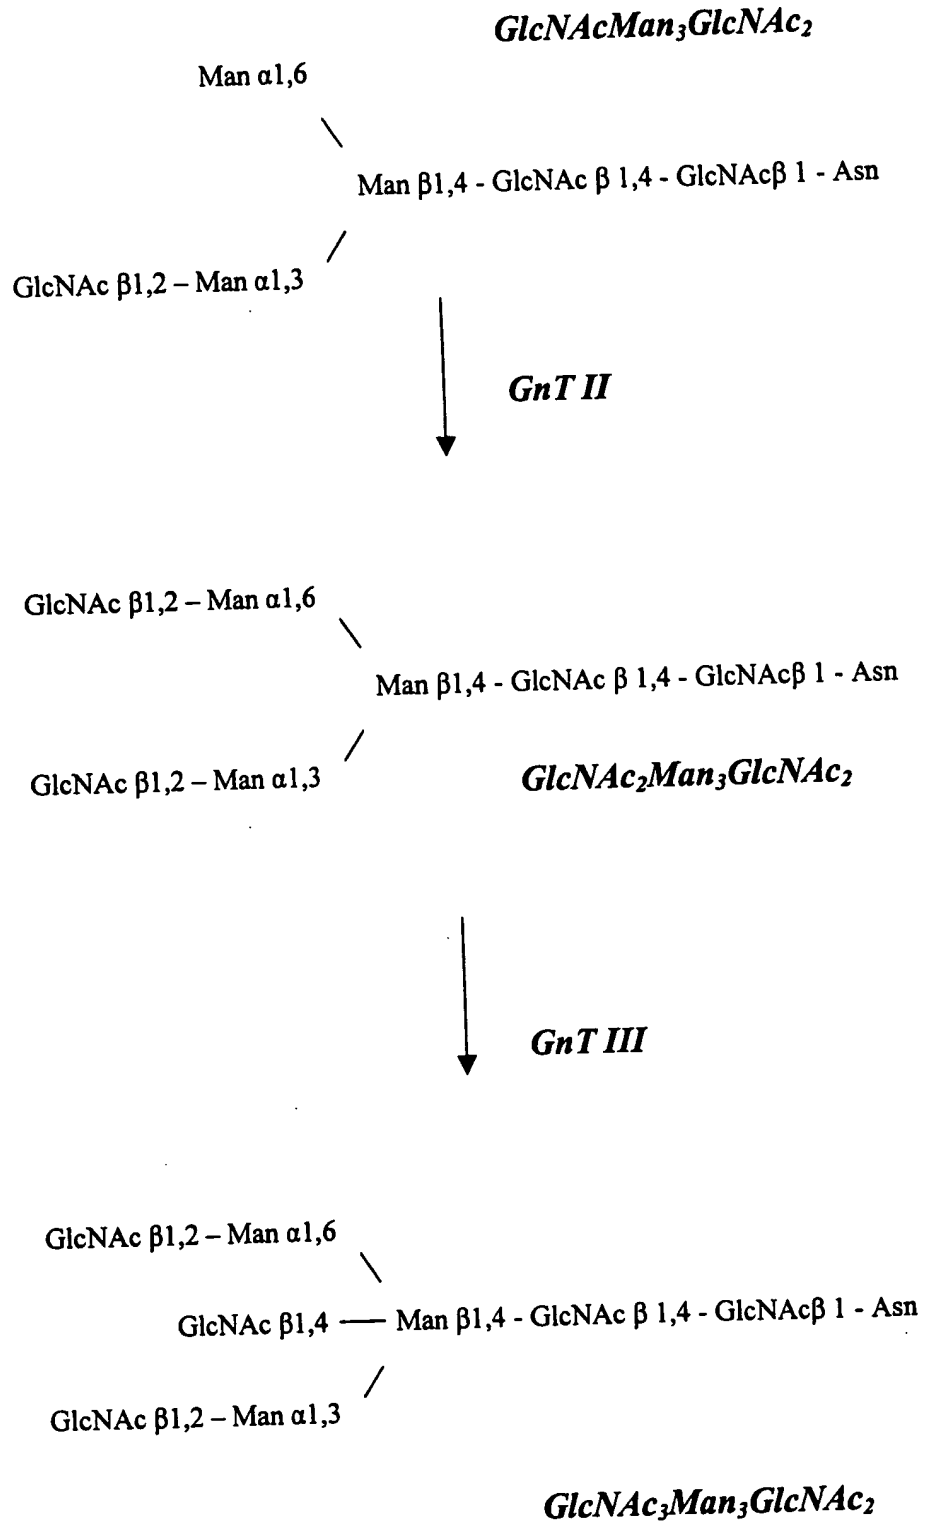 GlcNAcMan₃GlcNAc₂
Man α1,6
Man β1,4 - GlcNAc β 1,4 - GlcNAcβ 1 - Asn
GlcNAc β1,2 – Man α1,3
GnT II
GlcNAc β1,2 – Man α1,6
Man β1,4 - GlcNAc β 1,4 - GlcNAcβ 1 - Asn
GlcNAc β1,2 – Man α1,3
GlcNAc₂Man₃GlcNAc₂
GnT III
GlcNAc β1,2 – Man α1,6
GlcNAc β1,4 — Man β1,4 - GlcNAc β 1,4 - GlcNAcβ 1 - Asn
GlcNAc β1,2 – Man α1,3
GlcNAc₃Man₃GlcNAc₂